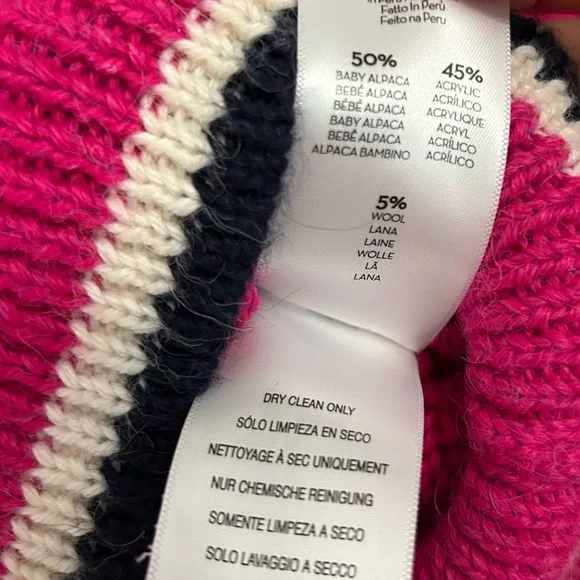 Fatto In Perù
Feito na Peru
50%
BABY ALPACA
BEBÉ ALPACA
BÉBÉ ALPACA
BABY ALPACA
BEBÊ ALPACA
ALPACA BAMBINO
45%
ACRYLIC
ACRÍLICO
ACRYLIQUE
ACRYL
ACRÍLICO
ACRÍLICO
5%
WOOL
LANA
LAINE
WOLLE
LÃ
LANA
DRY CLEAN ONLY
SÓLO LIMPIEZA EN SECO
NETTOYAGE À SEC UNIQUEMENT
NUR CHEMISCHE REINIGUNG
SOMENTE LIMPEZA A SECO
SOLO LAVAGGIO A SECCO